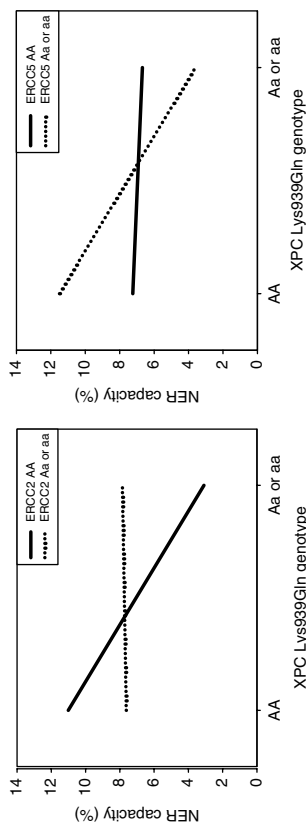 14
12
10
8
6
4
2
0
NER capacity (%)
ERCC2 AA
ERCC2 Aa or aa
AA
Aa or aa
XPC Lys939Gln genotype
14
12
10
8
6
4
2
0
NER capacity (%)
ERCC5 AA
ERCC5 Aa or aa
AA
Aa or aa
XPC Lys939Gln genotype